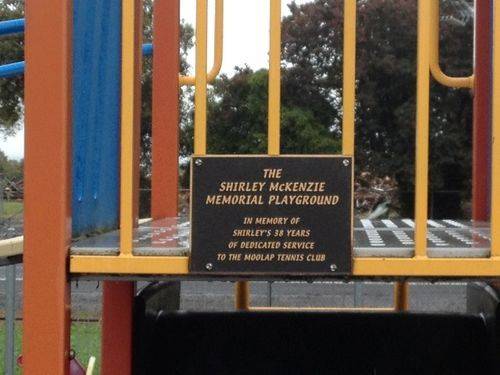 THE
SHIRLEY McKENZIE
MEMORIAL PLAYGROUND
IN MEMORY OF
SHIRLEY'S 38 YEARS
OF DEDICATED SERVICE
TO THE MOOLAP TENNIS CLUB